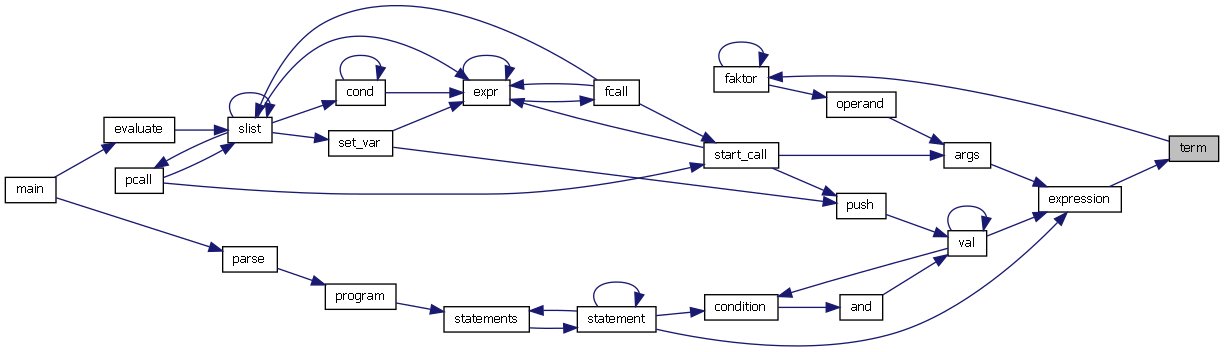 main
evaluate
pcall
slist
cond
set_var
expr
fcall
start_call
faktor
operand
args
push
val
expression
term
parse
program
statements
statement
condition
and